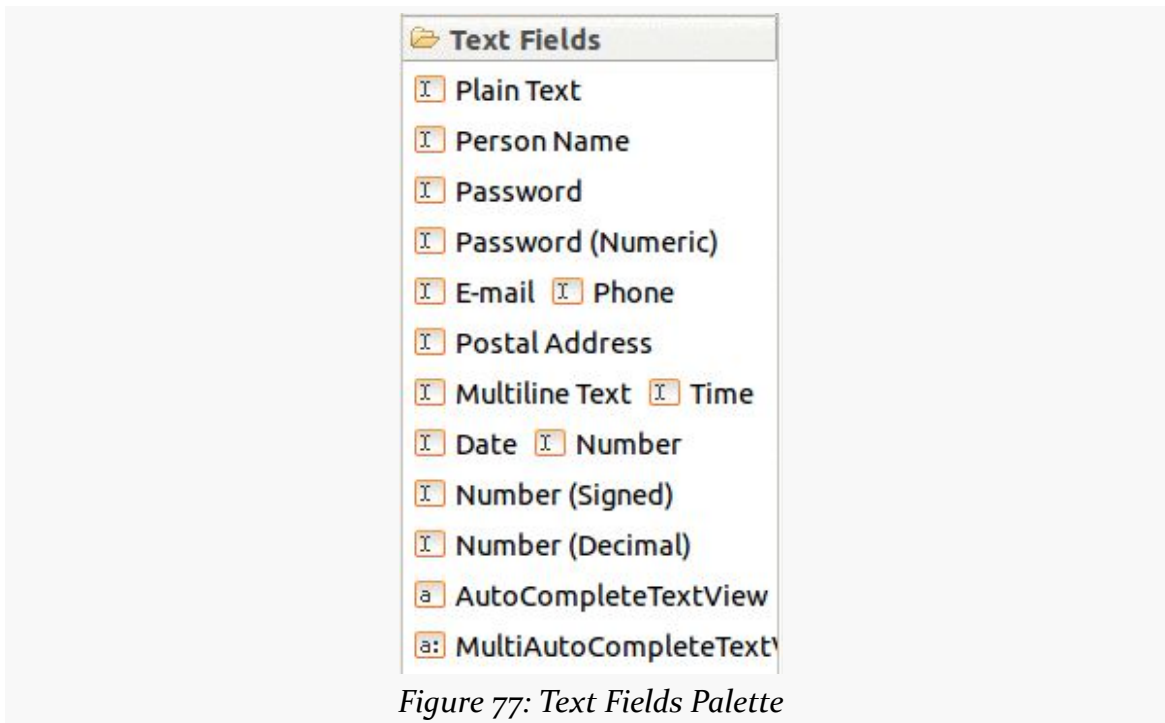 Text Fields
Plain Text
Person Name
Password
Password (Numeric)
E-mail Phone
Postal Address
Multiline Text Time
Date Number
Number (Signed)
Number (Decimal)
a AutoCompleteTextView
a: MultiAutoCompleteText
Figure 77: Text Fields Palette